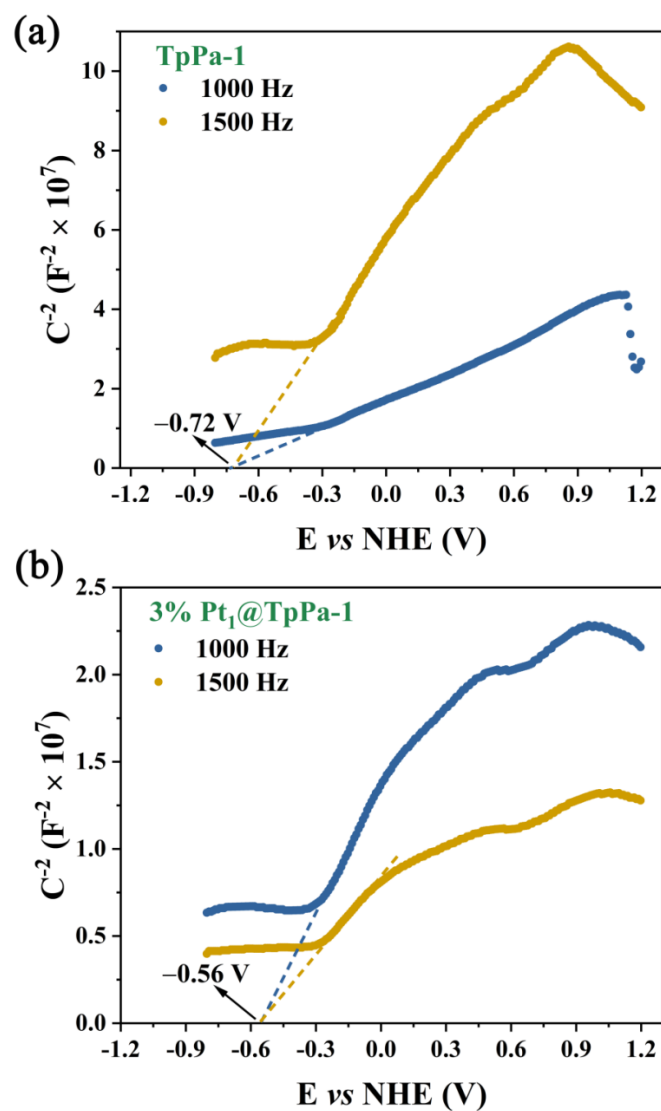 (a)
TpPa-1
1000 Hz
1500 Hz
C⁻² (F⁻² × 10⁷)
10
8
6
4
2
0
−0.72 V
-1.2 -0.9 -0.6 -0.3 0.0 0.3 0.6 0.9 1.2
E vs NHE (V)
(b)
3% Pt₁@TpPa-1
1000 Hz
1500 Hz
C⁻² (F⁻² × 10⁷)
2.5
2.0
1.5
1.0
0.5
0.0
−0.56 V
-1.2 -0.9 -0.6 -0.3 0.0 0.3 0.6 0.9 1.2
E vs NHE (V)